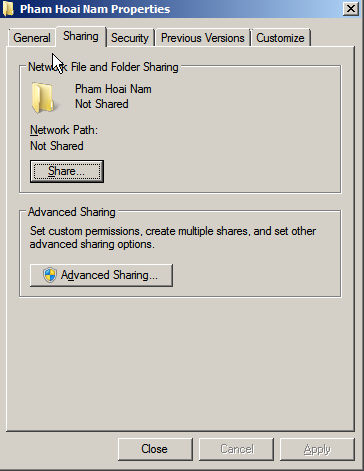 Pham Hoai Nam Properties
General
Sharing
Security
Previous Versions
Customize
Network File and Folder Sharing
Pham Hoai Nam
Not Shared
Network Path:
Not Shared
Share...
Advanced Sharing
Set custom permissions, create multiple shares, and set other
advanced sharing options.
Advanced Sharing...
Close
Cancel
Apply